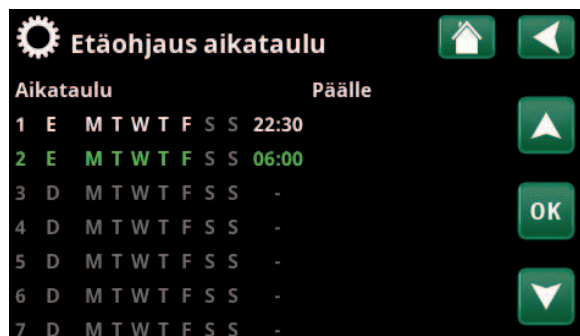 Etäohjaus aikataulu
Aikataulu Päälle
1 E M T W T F S S 22:30
2 E M T W T F S S 06:00
3 D M T W T F S S -
4 D M T W T F S S -
OK
5 D M T W T F S S -
6 D M T W T F S S -
7 D M T W T F S S -